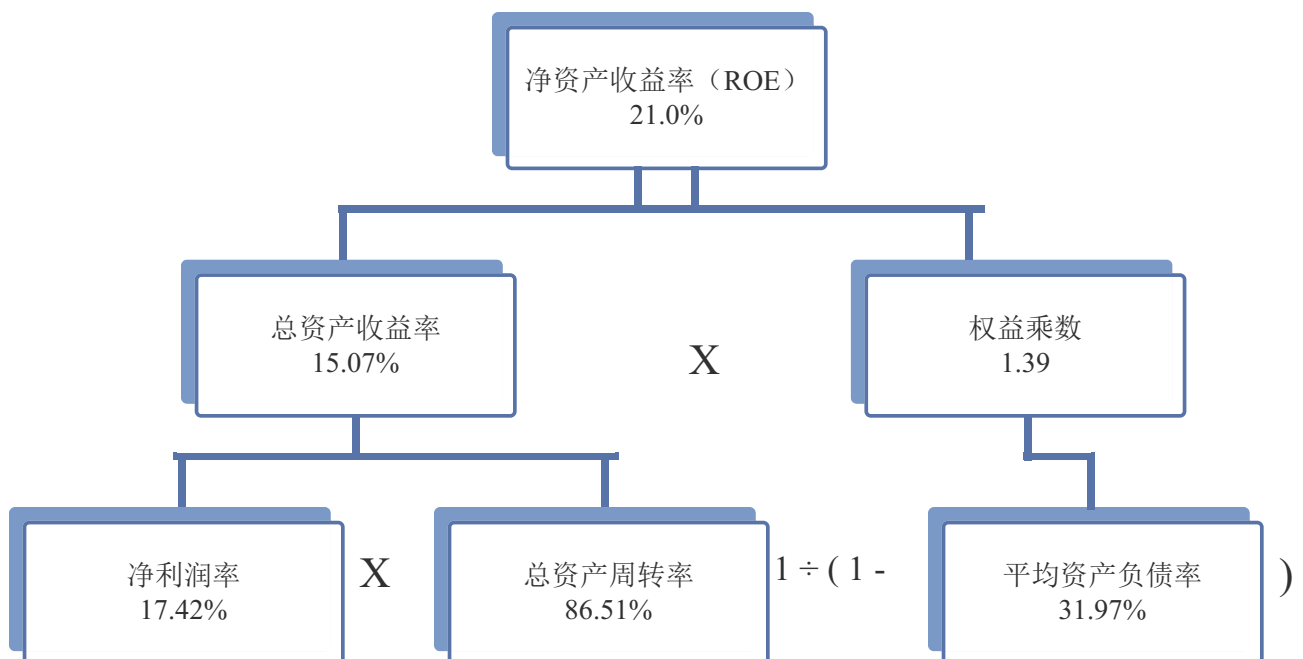 净资产收益率（ROE）
21.0%
总资产收益率
15.07%
X
权益乘数
1.39
净利润率
17.42%
X
总资产周转率
86.51%
1 ÷ ( 1 -
平均资产负债率
31.97%
)